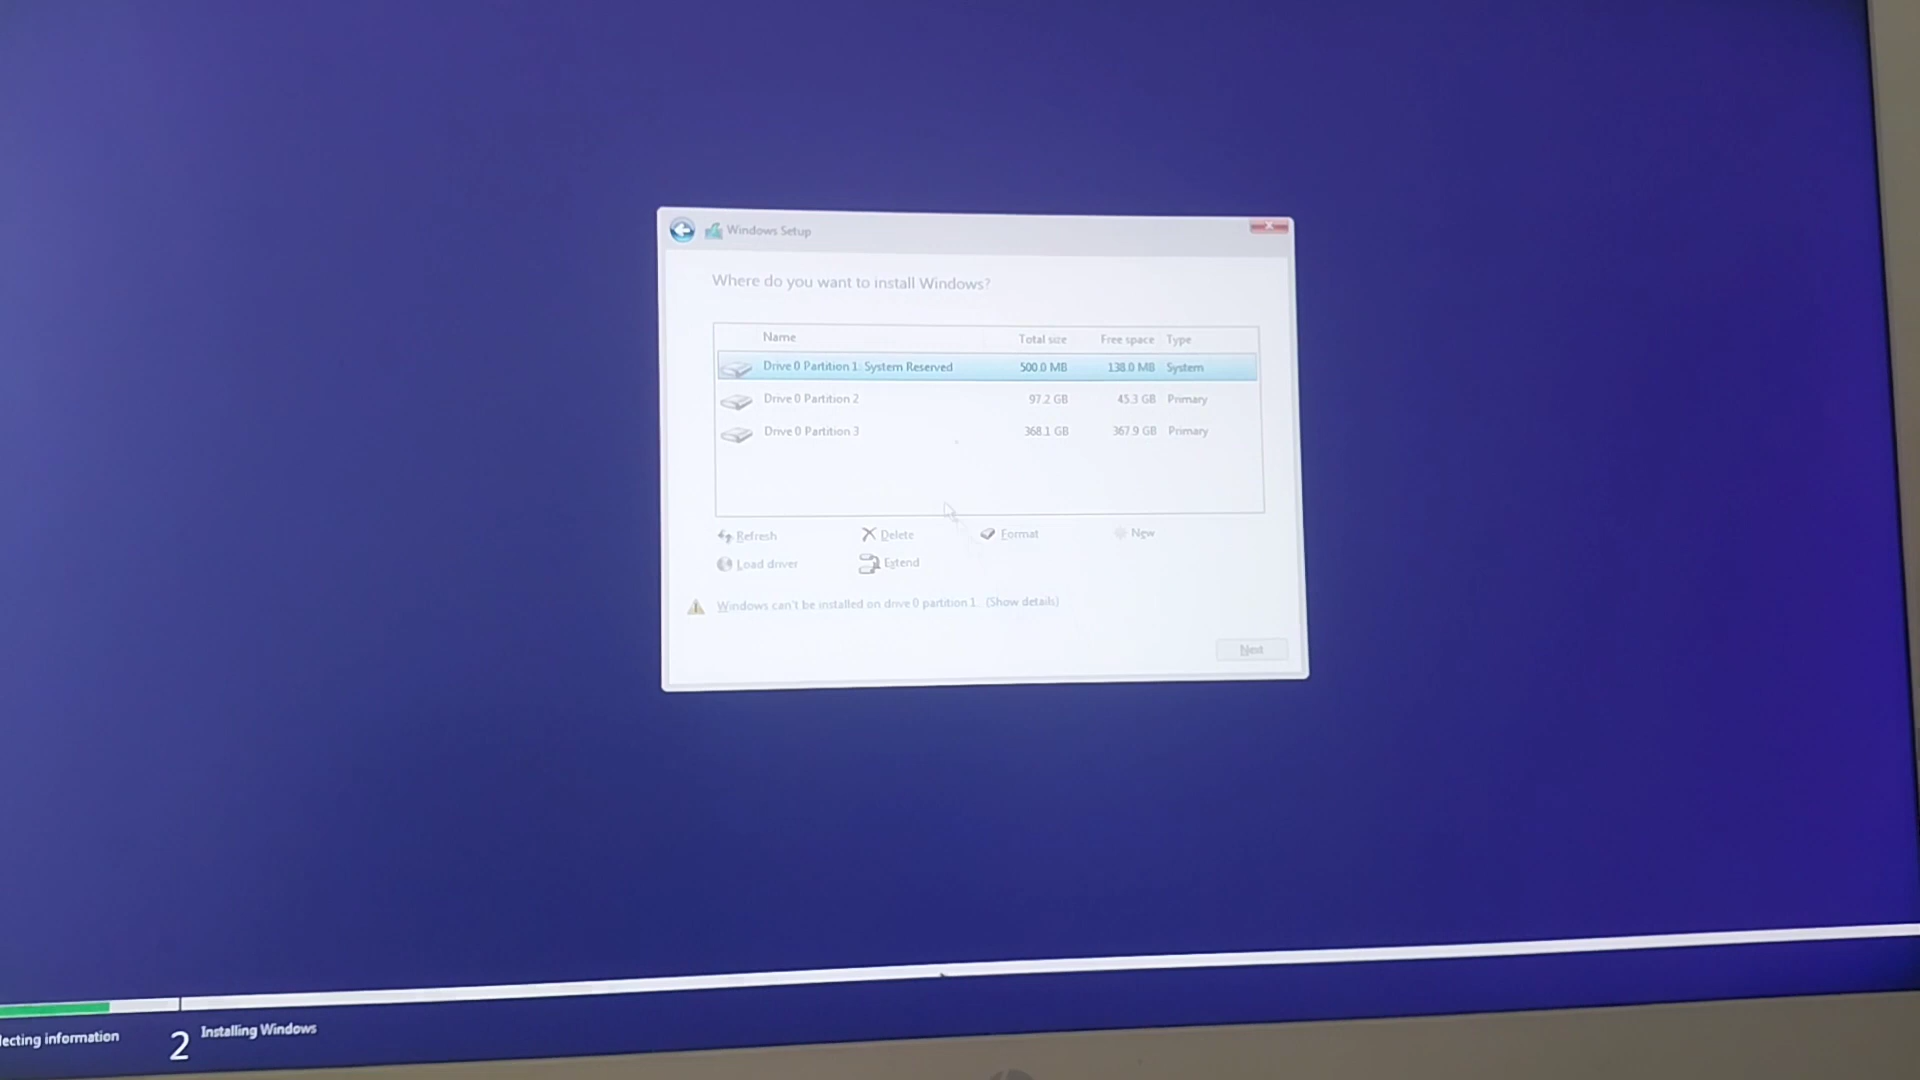 Windows Setup
Where do you want to install Windows?
Name Total size Free space Type
Drive 0 Partition 1: System Reserved 500.0 MB 138.0 MB System
Drive 0 Partition 2 97.2 GB 45.3 GB Primary
Drive 0 Partition 3 368.1 GB 367.9 GB Primary
Refresh Delete Format New
Load driver Extend
Windows can't be installed on drive 0 partition 1. (Show details)
Next
lecting information 2 Installing Windows